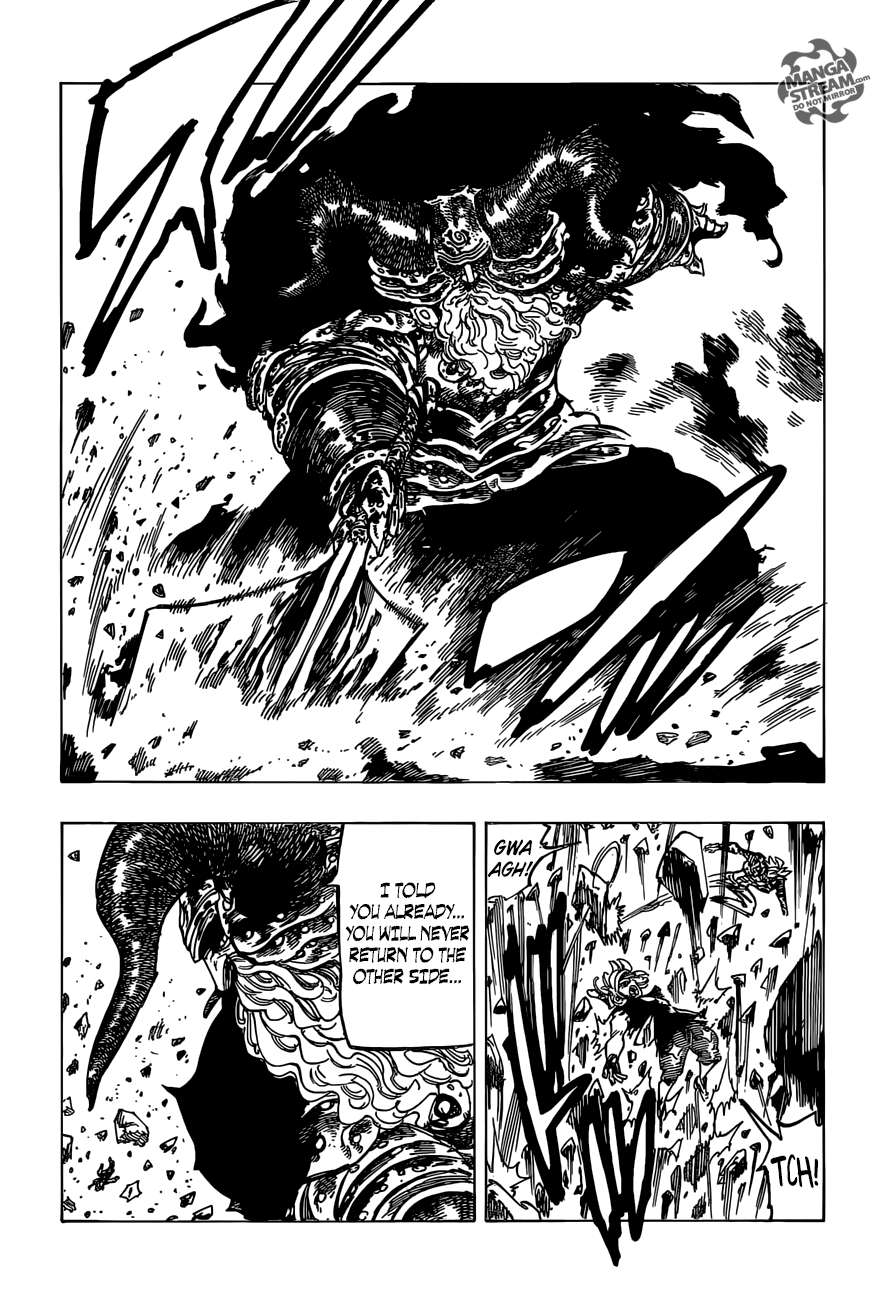 MANGA
STREAM.com
DO NOT MIRROR
GWA
AGH!
TCH!
I TOLD
YOU ALREADY...
YOU WILL NEVER
RETURN TO THE
OTHER SIDE...